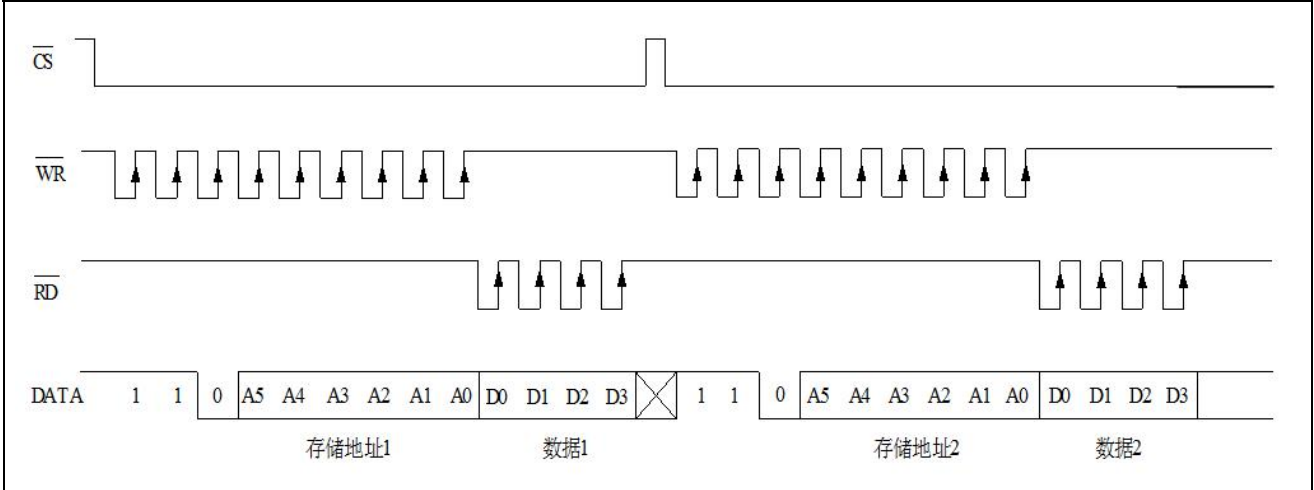 CS
WR
RD
DATA 1 1 0 A5 A4 A3 A2 A1 A0 D0 D1 D2 D3 1 1 0 A5 A4 A3 A2 A1 A0 D0 D1 D2 D3
存储地址1 数据1 存储地址2 数据2